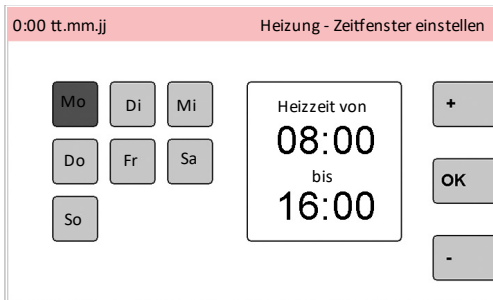 0:00 tt.mm.jj Heizung - Zeitfenster einstellen
Mo Di Mi
Do Fr Sa
So
Heizzeit von
08:00
bis
16:00
+
OK
-